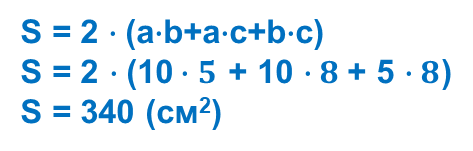 S = 2 · (a·b+a·c+b·c)
S = 2 · (10 · 5 + 10 · 8 + 5 · 8)
S = 340 (см²)